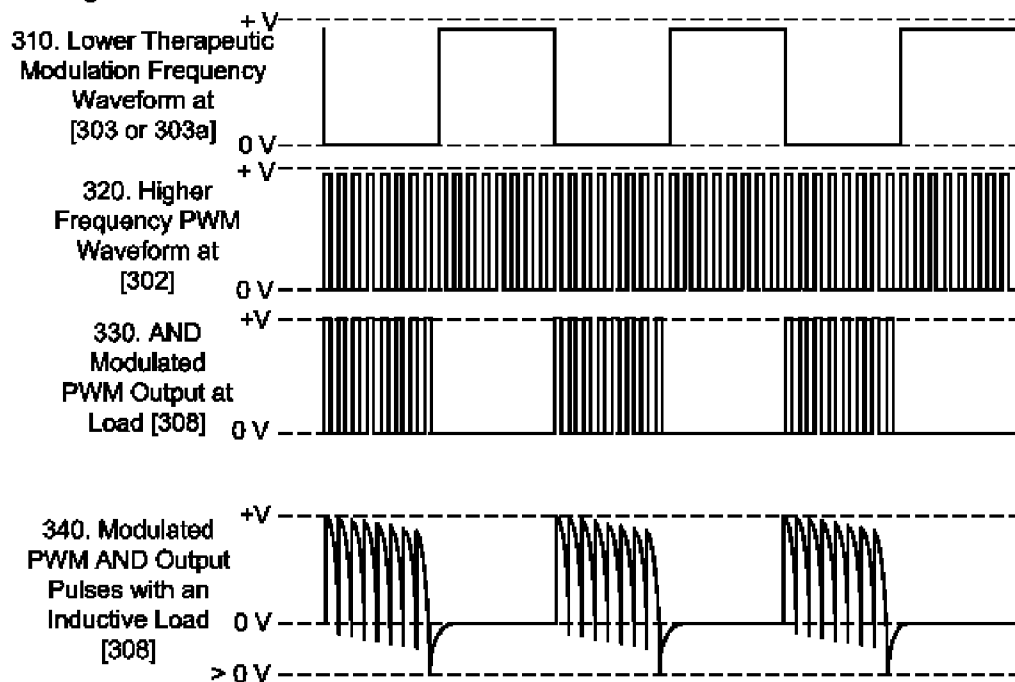 + V
310. Lower Therapeutic
Modulation Frequency
Waveform at
[303 or 303a]
0 V
+ V
320. Higher
Frequency PWM
Waveform at
[302]
0 V
330. AND
Modulated
PWM Output at
Load [308]
+V
0 V
340. Modulated
PWM AND Output
Pulses with an
Inductive Load
[308]
+V
0 V
> 0 V